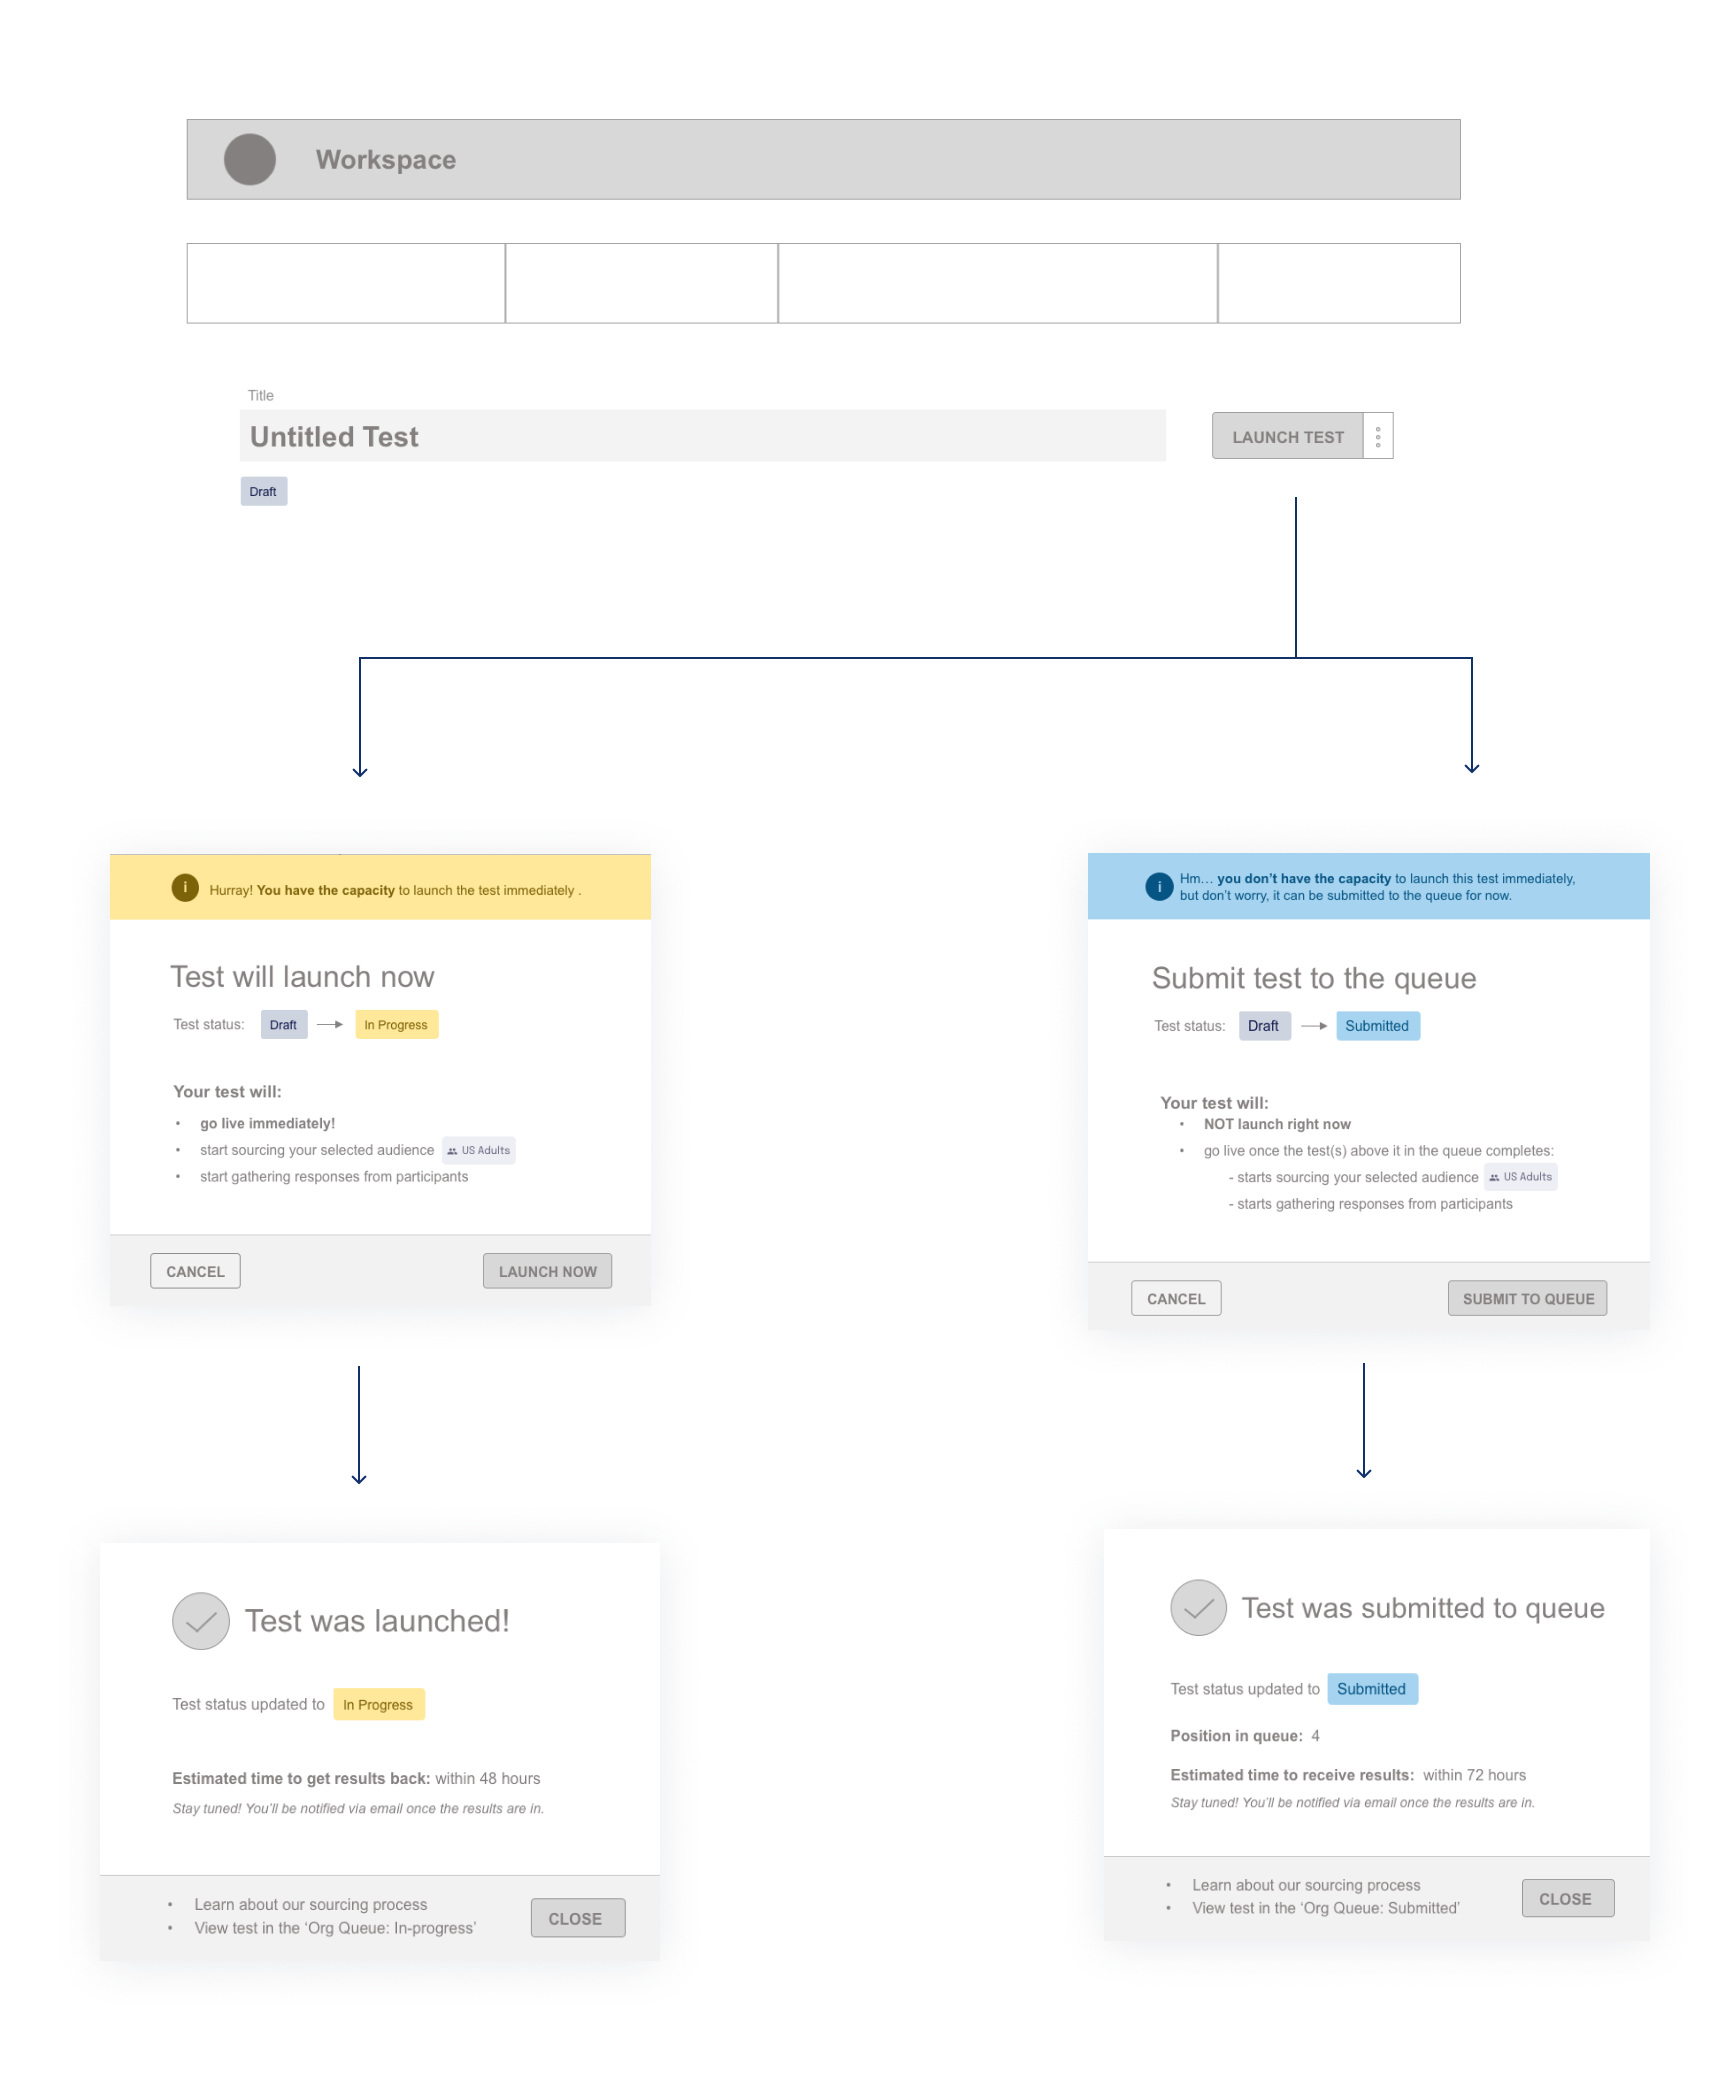 Workspace
Title
Untitled Test
LAUNCH TEST
Draft
Hurray! You have the capacity to launch the test immediately .
Test will launch now
Test status: Draft In Progress
Your test will:
• go live immediately!
• start sourcing your selected audience US Adults
• start gathering responses from participants
CANCEL LAUNCH NOW
Hm... you don't have the capacity to launch this test immediately,
but don't worry, it can be submitted to the queue for now.
Submit test to the queue
Test status: Draft Submitted
Your test will:
• NOT launch right now
• go live once the test(s) above it in the queue completes:
- starts sourcing your selected audience US Adults
- starts gathering responses from participants
CANCEL SUBMIT TO QUEUE
Test was launched!
Test status updated to In Progress
Estimated time to get results back: within 48 hours
Stay tuned! You'll be notified via email once the results are in.
• Learn about our sourcing process
• View test in the ‘Org Queue: In-progress’
CLOSE
Test was submitted to queue
Test status updated to Submitted
Position in queue: 4
Estimated time to receive results: within 72 hours
Stay tuned! You'll be notified via email once the results are in.
• Learn about our sourcing process
• View test in the ‘Org Queue: Submitted’
CLOSE